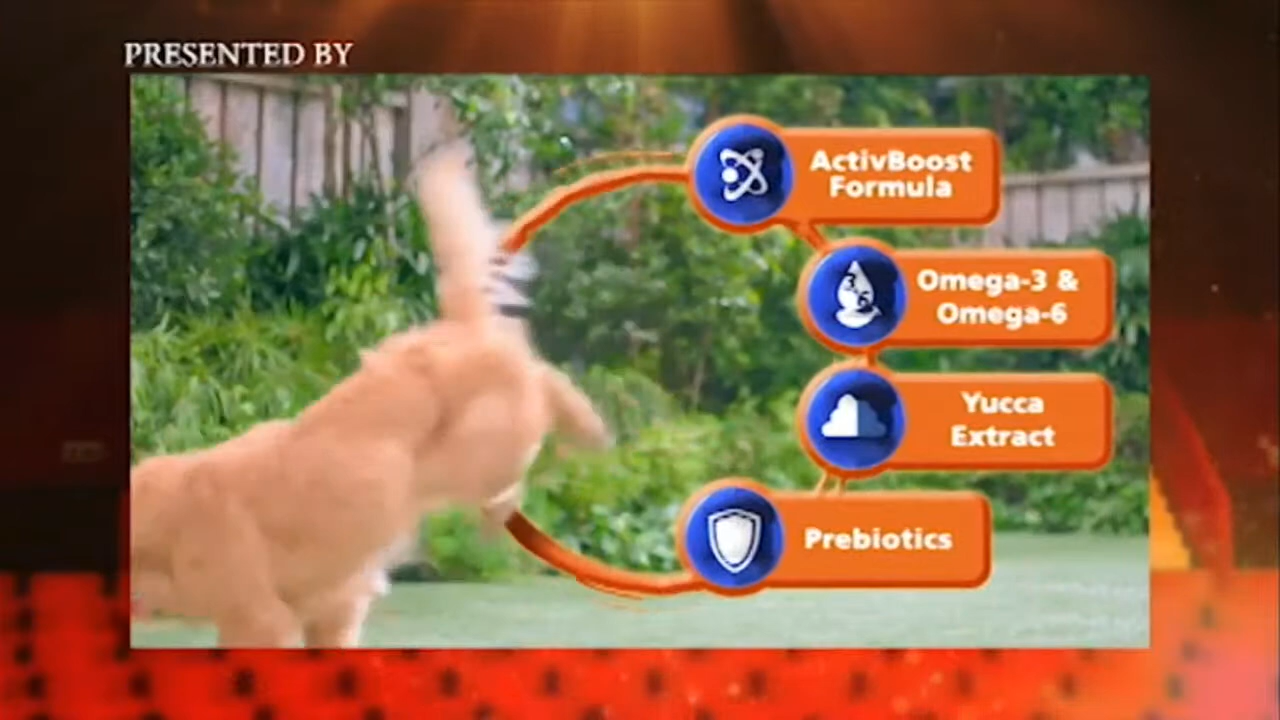 PRESENTED BY
ActivBoost
Formula
Omega-3 &
Omega-6
Yucca
Extract
Prebiotics